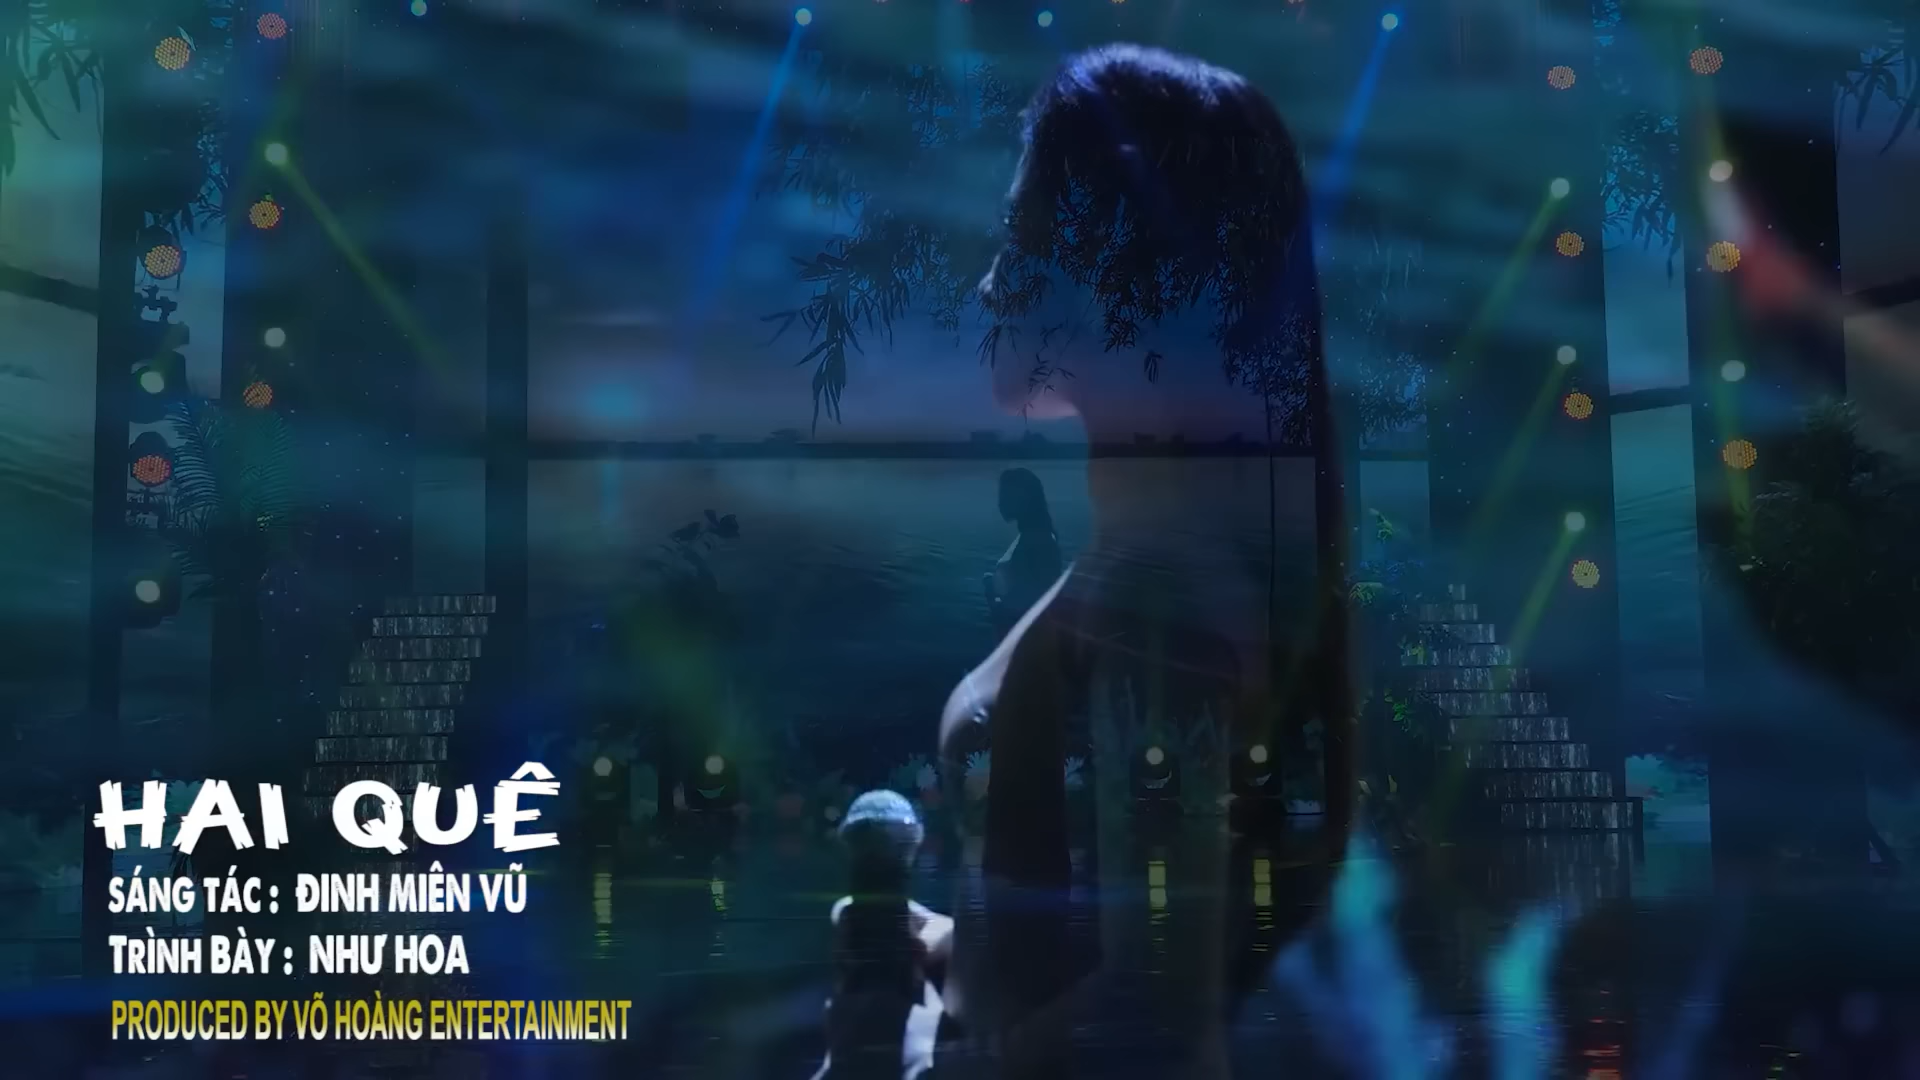 HAI QUÊ
SÁNG TÁC : ĐINH MIÊN VŨ
TRÌNH BÀY : NHƯ HOA
PRODUCED BY VÕ HOÀNG ENTERTAINMENT